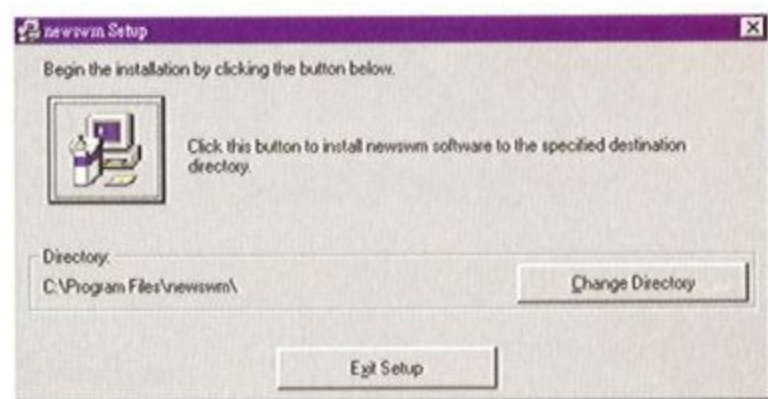 newswm Setup
Begin the installation by clicking the button below.
Click this button to install newswm software to the specified destination
directory.
Directory:
C:\Program Files\newswm\
Change Directory
Exit Setup